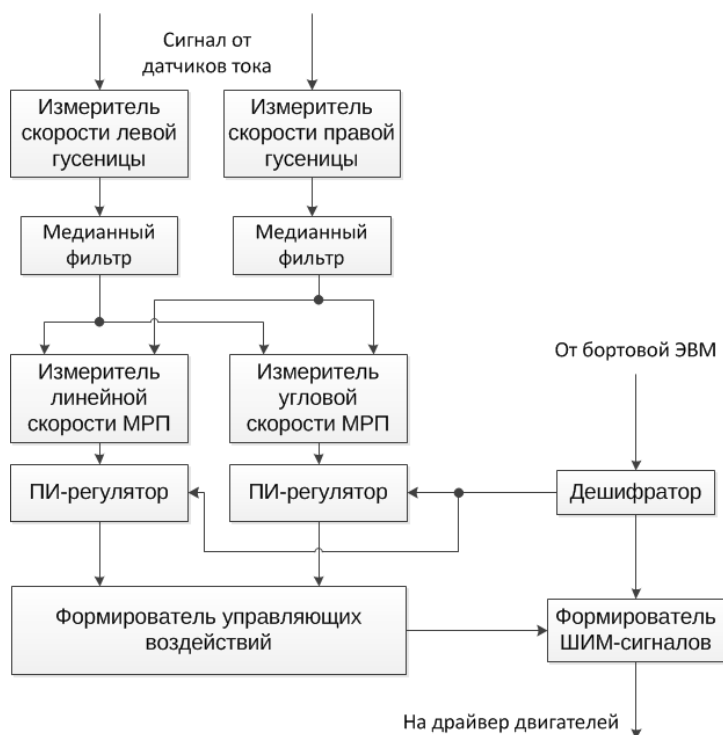 Сигнал от
датчиков тока
Измеритель
скорости левой
гусеницы
Измеритель
скорости правой
гусеницы
Медианный
фильтр
Медианный
фильтр
От бортовой ЭВМ
Измеритель
линейной
скорости МРП
Измеритель
угловой
скорости МРП
ПИ-регулятор
ПИ-регулятор
Дешифратор
Формирователь управляющих
воздействий
Формирователь
ШИМ-сигналов
На драйвер двигателей